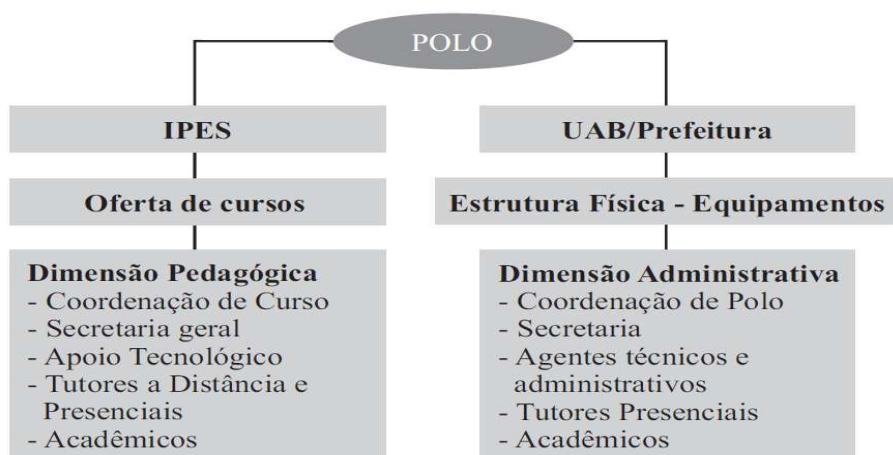 POLO
IPES
UAB/Prefeitura
Oferta de cursos
Estrutura Física - Equipamentos
Dimensão Pedagógica
- Coordenação de Curso
- Secretaria geral
- Apoio Tecnológico
- Tutores a Distância e
Presenciais
- Acadêmicos
Dimensão Administrativa
- Coordenação de Polo
- Secretaria
- Agentes técnicos e
administrativos
- Tutores Presenciais
- Acadêmicos